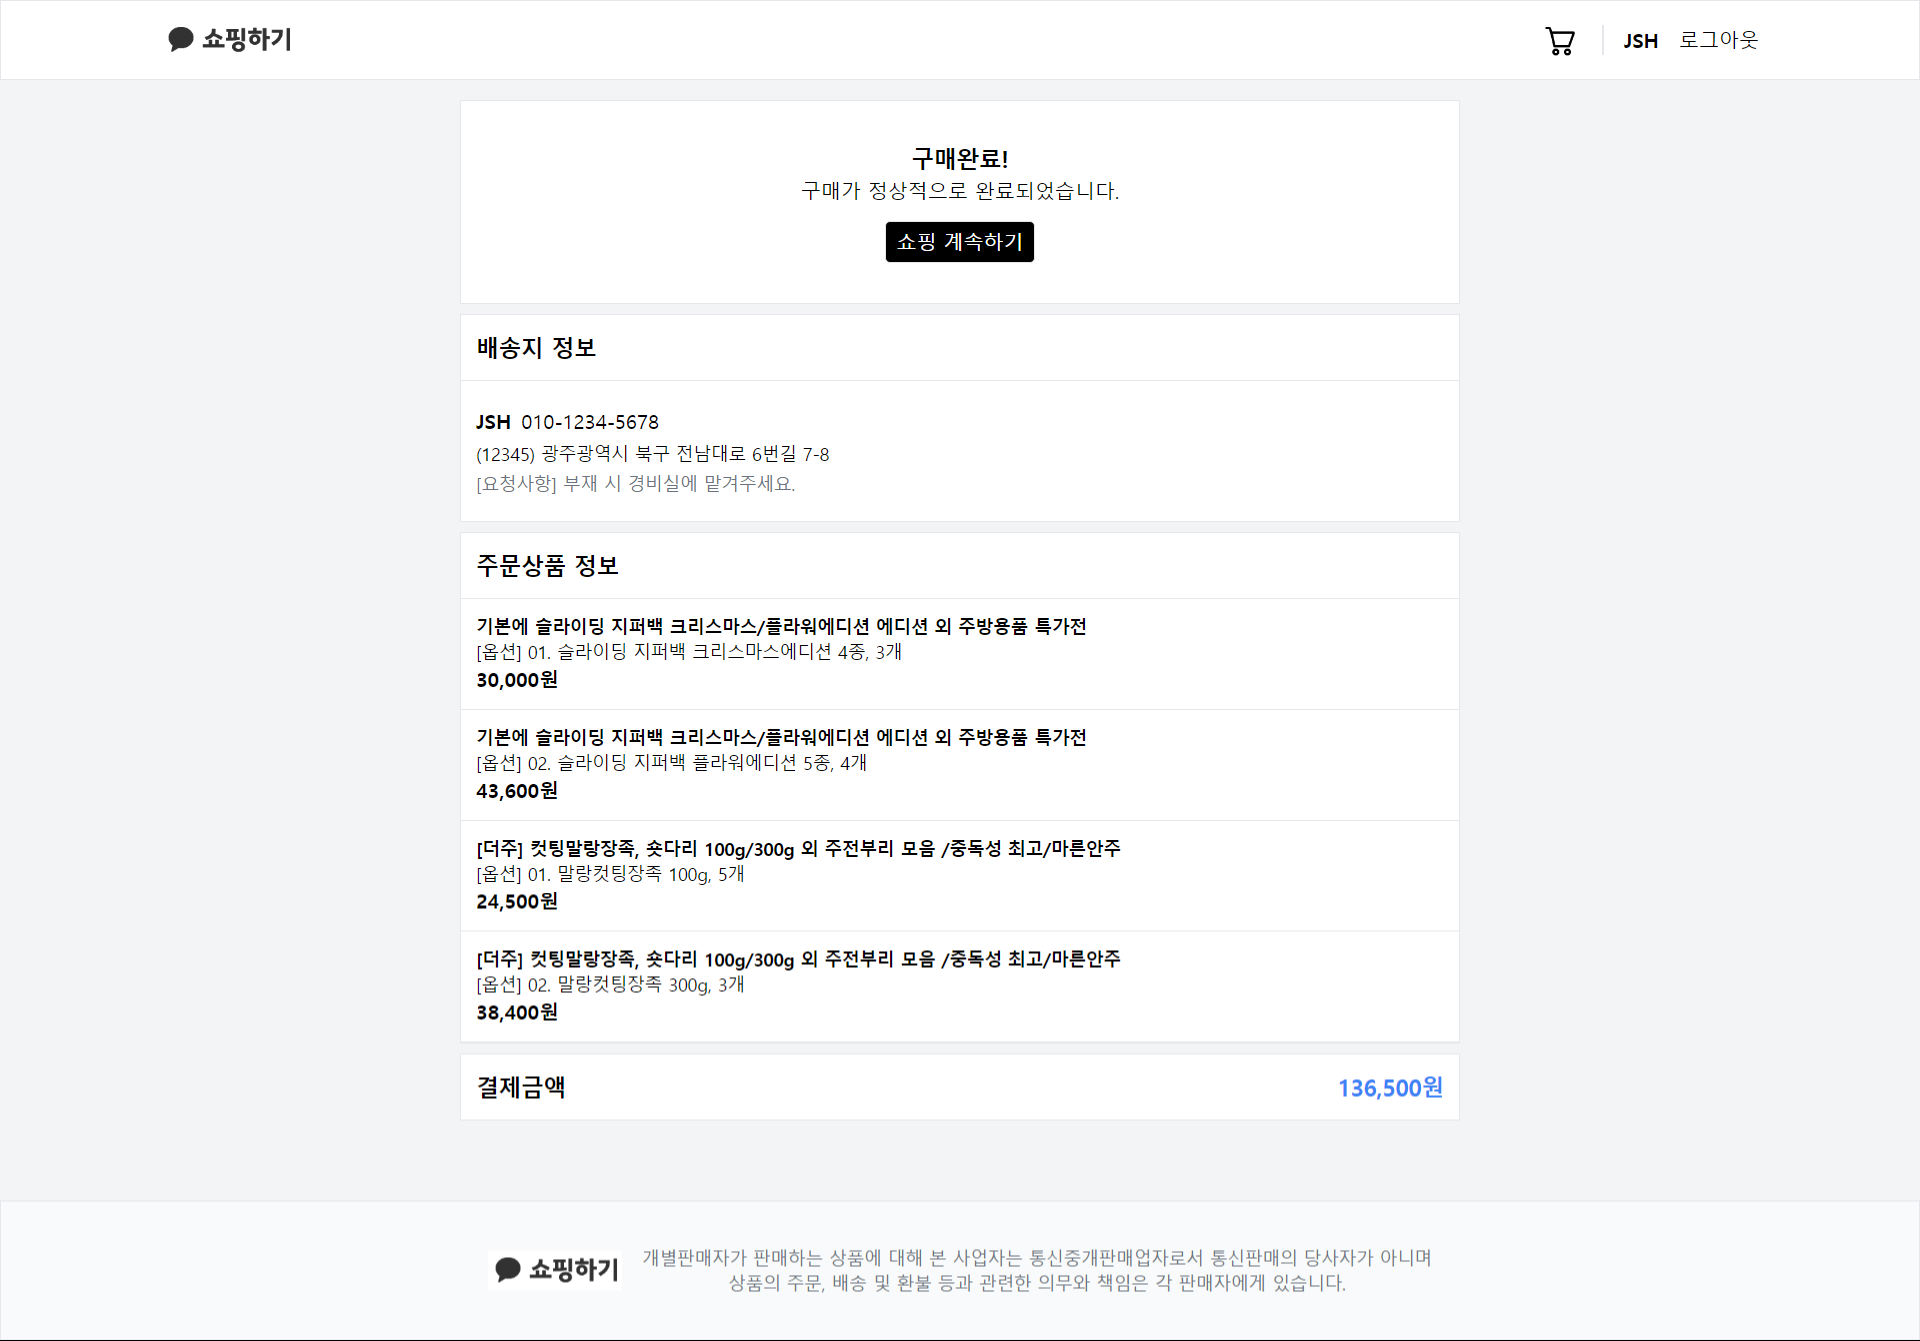 쇼핑하기
JSH 로그아웃
구매완료!
구매가 정상적으로 완료되었습니다.
쇼핑 계속하기
배송지 정보
JSH 010-1234-5678
(12345) 광주광역시 북구 전남대로 6번길 7-8
[요청사항] 부재 시 경비실에 맡겨주세요.
주문상품 정보
기본에 슬라이딩 지퍼백 크리스마스/플라워에디션 에디션 외 주방용품 특가전
[옵션] 01. 슬라이딩 지퍼백 크리스마스에디션 4종, 3개
30,000원
기본에 슬라이딩 지퍼백 크리스마스/플라워에디션 에디션 외 주방용품 특가전
[옵션] 02. 슬라이딩 지퍼백 플라워에디션 5종, 4개
43,600원
[더주] 컷팅말랑장족, 숏다리 100g/300g 외 주전부리 모음 /중독성 최고/마른안주
[옵션] 01. 말랑컷팅장족 100g, 5개
24,500원
[더주] 컷팅말랑장족, 숏다리 100g/300g 외 주전부리 모음 /중독성 최고/마른안주
[옵션] 02. 말랑컷팅장족 300g, 3개
38,400원
결제금액 136,500원
쇼핑하기
개별판매자가 판매하는 상품에 대해 본 사업자는 통신중개판매업자로서 통신판매의 당사자가 아니며
상품의 주문, 배송 및 환불 등과 관련한 의무와 책임은 각 판매자에게 있습니다.